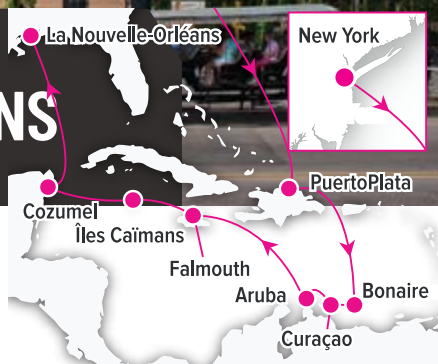 La Nouvelle-Orléans
New York
NS
PuertoPlata
Cozumel
Îles Caïmans
Falmouth
Aruba
Bonaire
Curaçao